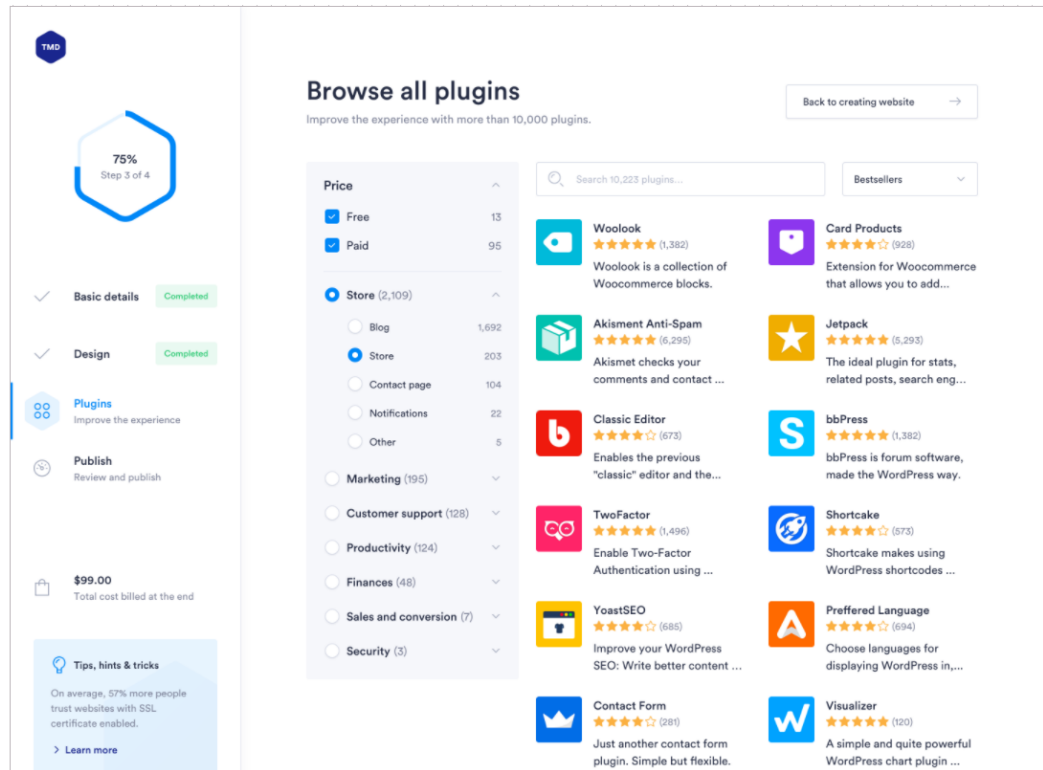 TMD
75%
Step 3 of 4
Basic details
Completed
Design
Completed
Plugins
Improve the experience
Publish
Review and publish
$99.00
Total cost billed at the end
Tips, hints & tricks
On average, 57% more people
trust websites with SSL
certificate enabled.
Learn more
Browse all plugins
Improve the experience with more than 10,000 plugins.
Back to creating website
Price
Free 13
Paid 95
Store (2,109)
Blog 1,692
Store 203
Contact page 104
Notifications 22
Other 5
Marketing (195)
Customer support (128)
Productivity (124)
Finances (48)
Sales and conversion (7)
Security (3)
Search 10,223 plugins...
Bestsellers
Woolook
(1,382)
Woolook is a collection of
Woocommerce blocks.
Card Products
(928)
Extension for Woocommerce
that allows you to add...
Akisment Anti-Spam
(6,295)
Akismet checks your
comments and contact ...
Jetpack
(5,293)
The ideal plugin for stats,
related posts, search eng...
b
Classic Editor
(673)
Enables the previous
"classic" editor and the...
S
bbPress
(1,382)
bbPress is forum software,
made the WordPress way.
TwoFactor
(1,496)
Enable Two-Factor
Authentication using ...
Shortcake
(573)
Shortcake makes using
WordPress shortcodes ...
YoastSEO
(685)
Improve your WordPress
SEO: Write better content ...
Preffered Language
(694)
Choose languages for
displaying WordPress in,...
Contact Form
(281)
Just another contact form
plugin. Simple but flexible.
Visualizer
(120)
A simple and quite powerful
WordPress chart plugin ...